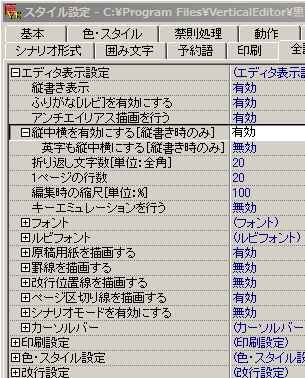 スタイル設定 - C:¥Program Files¥VerticalEditor¥黒
基本 色・スタイル 禁則処理 動作
シナリオ形式 囲み文字 予約語 印刷
エディタ表示設定 (エディタ表示
縦書き表示 有効
ふりがな[ルビ]を有効にする 有効
アンチエイリアス描画を行う 有効
縦中横を有効にする[縦書き時のみ] 有効
英字も縦中横にする[縦書き時のみ] 無効
折り返し文字数[単位:全角] 20
1ページの行数 20
編集時の縮尺[単位:%] 100
キーエミュレーションを行う 無効
フォント (フォント)
ルビフォント (ルビフォント)
原稿用紙を描画する 有効
罫線を描画する 無効
改行位置線を描画する 無効
ページ区切り線を描画する 有効
シナリオモードを有効にする 無効
カーソルバー (カーソルバー)
印刷設定 (印刷設定)
色・スタイル設定 (色・スタイル
改行設定 (改行設定)